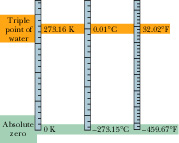 Triple
point of
water
273.16 K
0.01°C
32.02°F
Absolute
zero
0 K
–273.15°C
–459.67°F